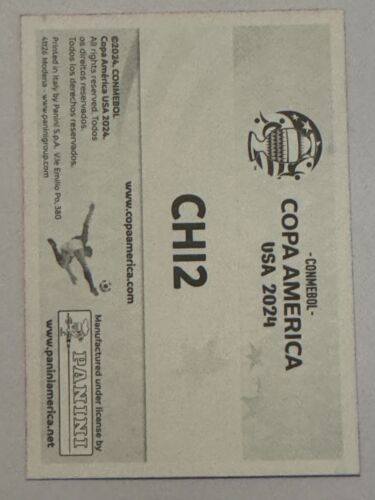 -CONMEBOL-
COPA AMERICA
USA 2024
CHI2
©2024, CONMEBOL
Copa América USA 2024.
All rights reserved. Todos
os direitos reservados.
Todos los derechos reservados.
Printed in Italy by Panini S.p.A. V.le Emilio Po, 380
41126 Modena - www.paninigroup.com
www.copaamerica.com
Manufactured under license by
PANINI
www.paniniamerica.net